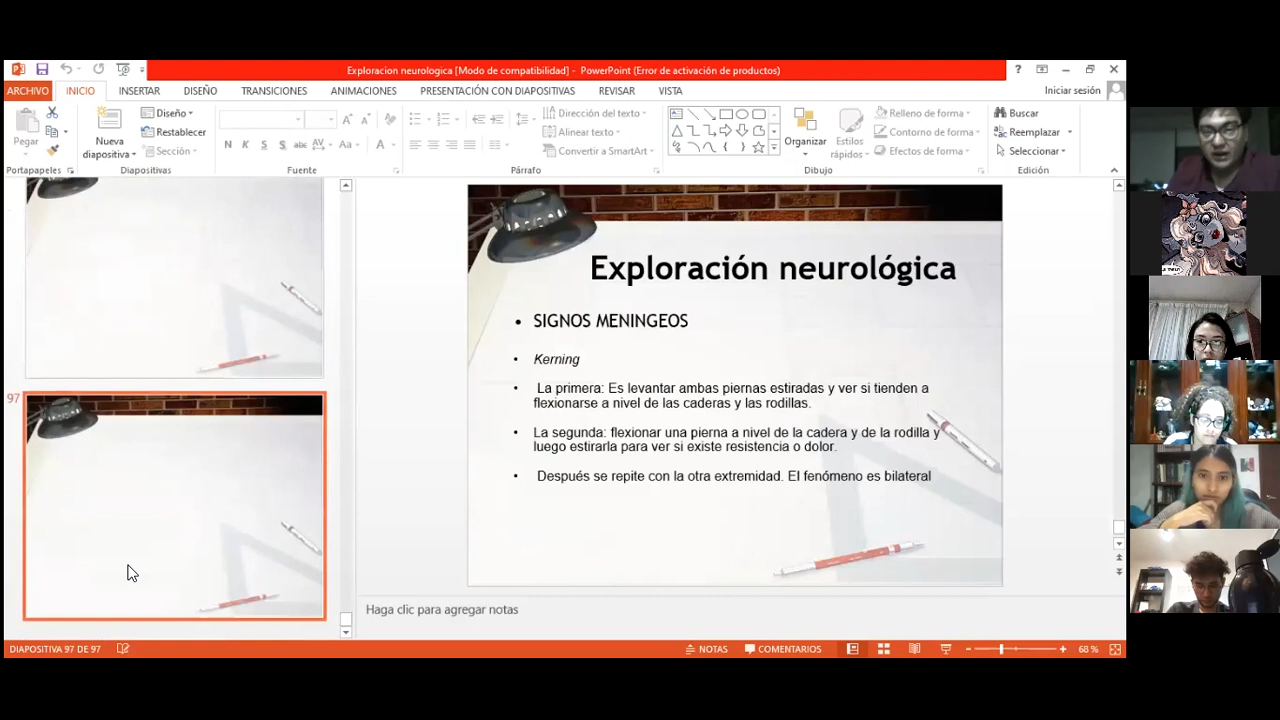 Exploracion neurologica [Modo de compatibilidad] - PowerPoint (Error de activación de productos)
ARCHIVO INICIO INSERTAR DISEÑO TRANSICIONES ANIMACIONES PRESENTACIÓN CON DIAPOSITIVAS REVISAR VISTA Iniciar sesión
Pegar
Nueva diapositiva
Diseño
Restablecer
Sección
N K S S abc AV Aa A
Dirección del texto
Alinear texto
Convertir a SmartArt
Organizar
Estilos rápidos
Relleno de forma
Contorno de forma
Efectos de forma
Buscar
Reemplazar
Seleccionar
Portapapeles Diapositivas Fuente Párrafo Dibujo Edición
97
Exploración neurológica
• SIGNOS MENINGEOS
• Kerning
• La primera: Es levantar ambas piernas estiradas y ver si tienden a
flexionarse a nivel de las caderas y las rodillas.
• La segunda: flexionar una pierna a nivel de la cadera y de la rodilla y
luego estirarla para ver si existe resistencia o dolor.
• Después se repite con la otra extremidad. El fenómeno es bilateral
Haga clic para agregar notas
DIAPOSITIVA 97 DE 97 NOTAS COMENTARIOS 68 %